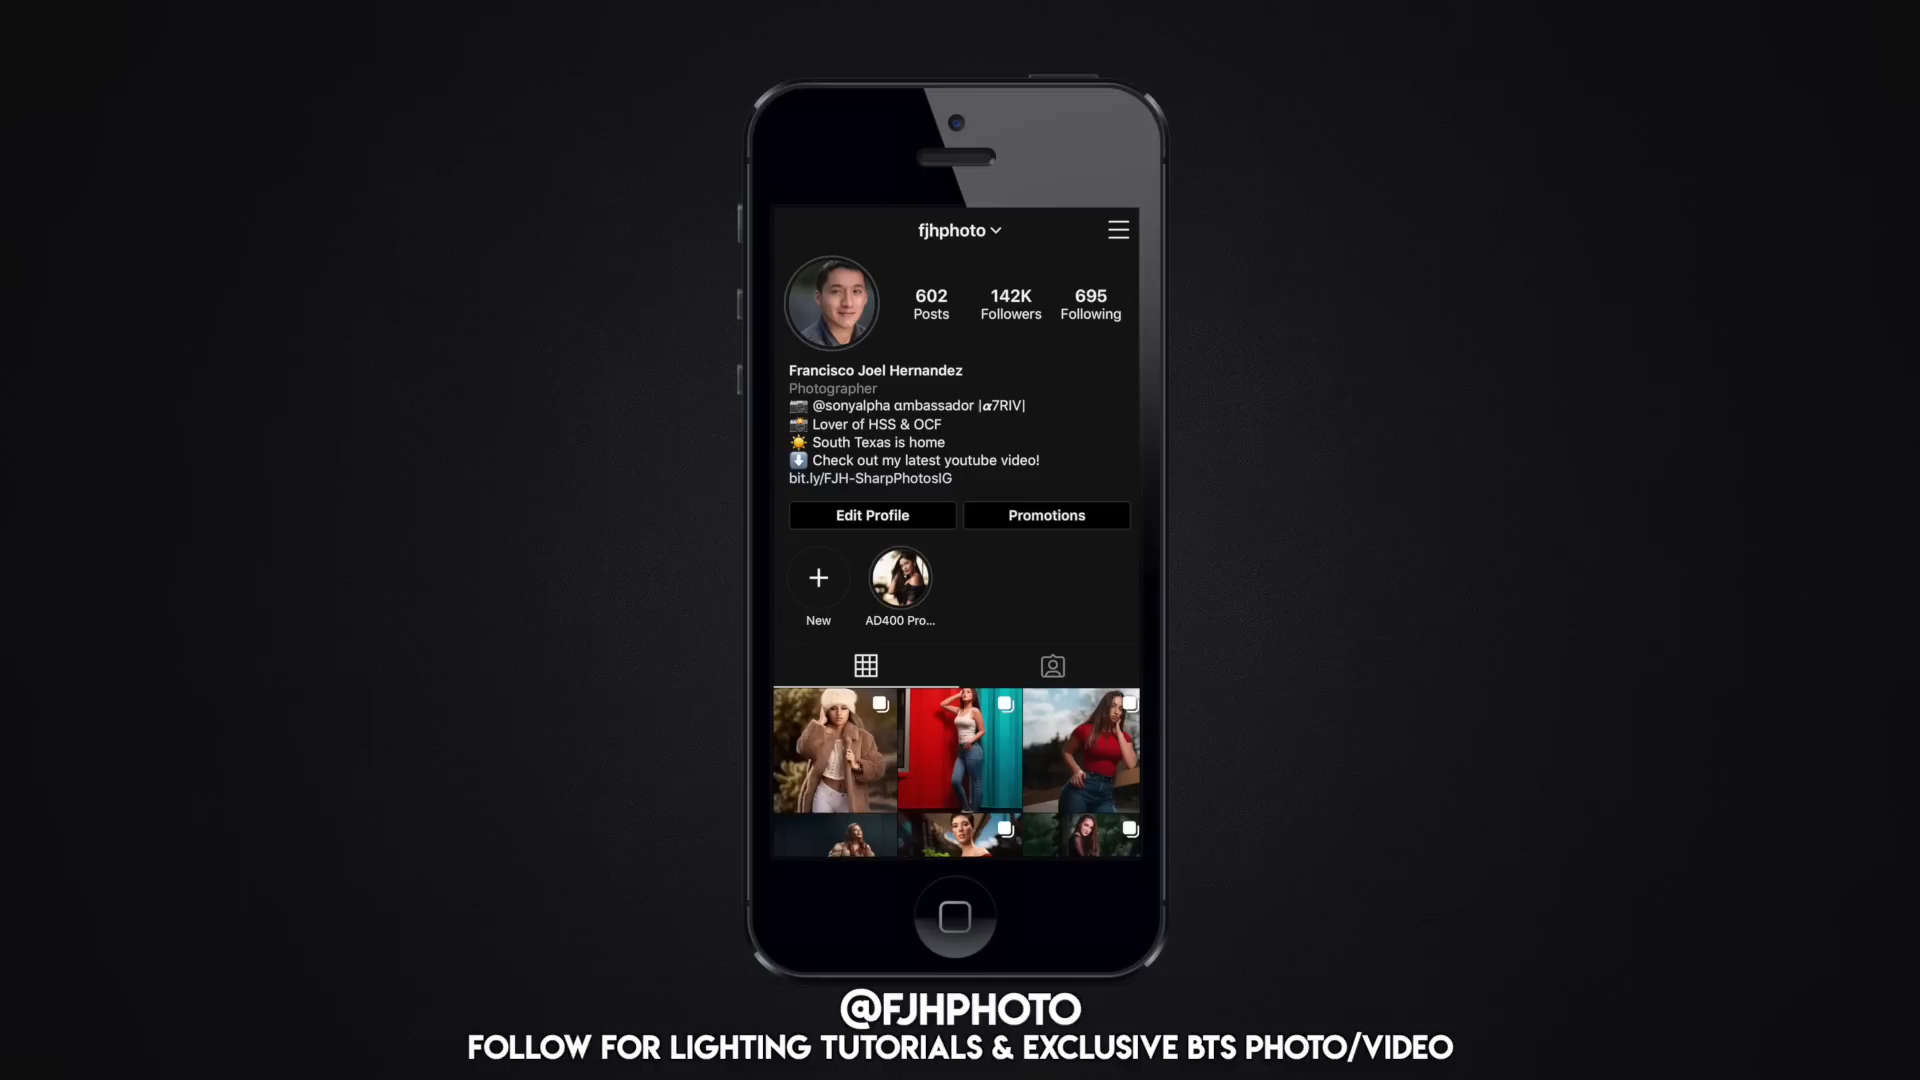 fjhphoto
602 142K 695
Posts Followers Following
Francisco Joel Hernandez
Photographer
📷 @sonyalpha αmbassador |𝜶7RIV|
📸 Lover of HSS & OCF
☀️ South Texas is home
⬇️ Check out my latest youtube video!
bit.ly/FJH-SharpPhotosIG
Edit Profile Promotions
New AD400 Pro...
@FJHPHOTO
FOLLOW FOR LIGHTING TUTORIALS & EXCLUSIVE BTS PHOTO/VIDEO